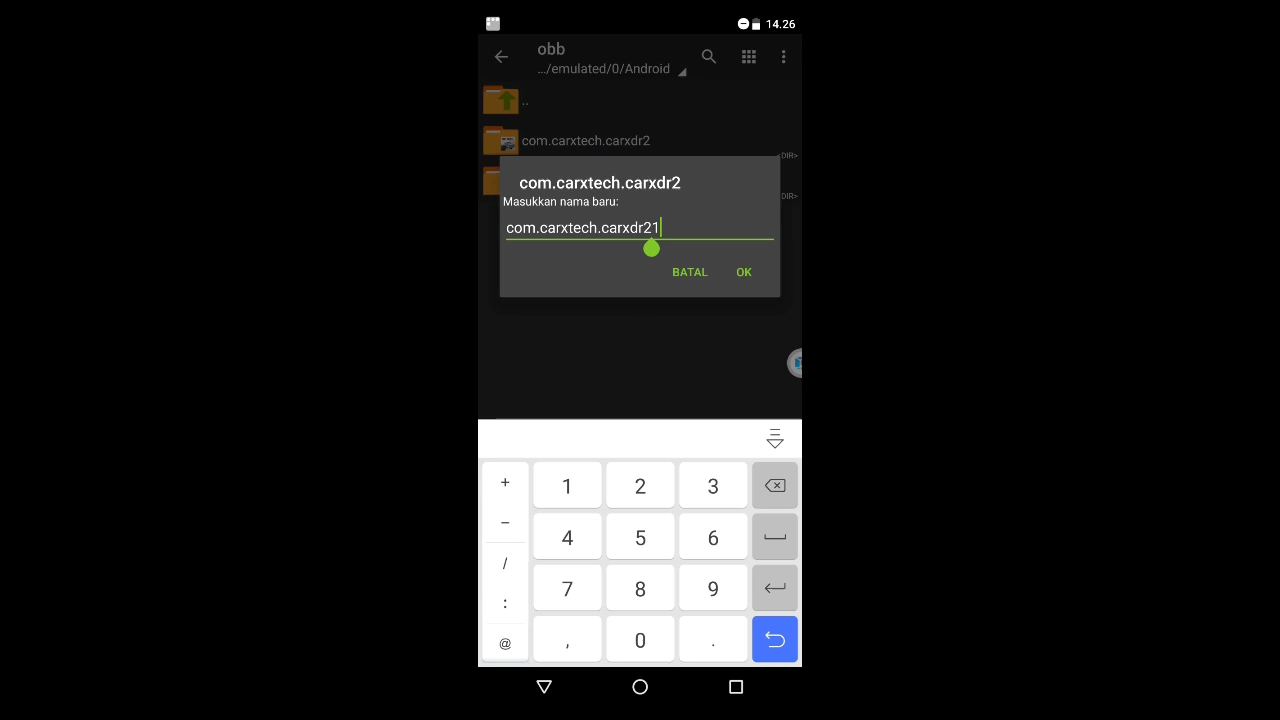 14.26
obb
.../emulated/0/Android
..
com.carxtech.carxdr2
<DIR>
com.carxtech.carxdr2
Masukkan nama baru:
<DIR>
com.carxtech.carxdr21
BATAL OK
+ 1 2 3
− 4 5 6
/ 7 8 9
:
@ , 0 .